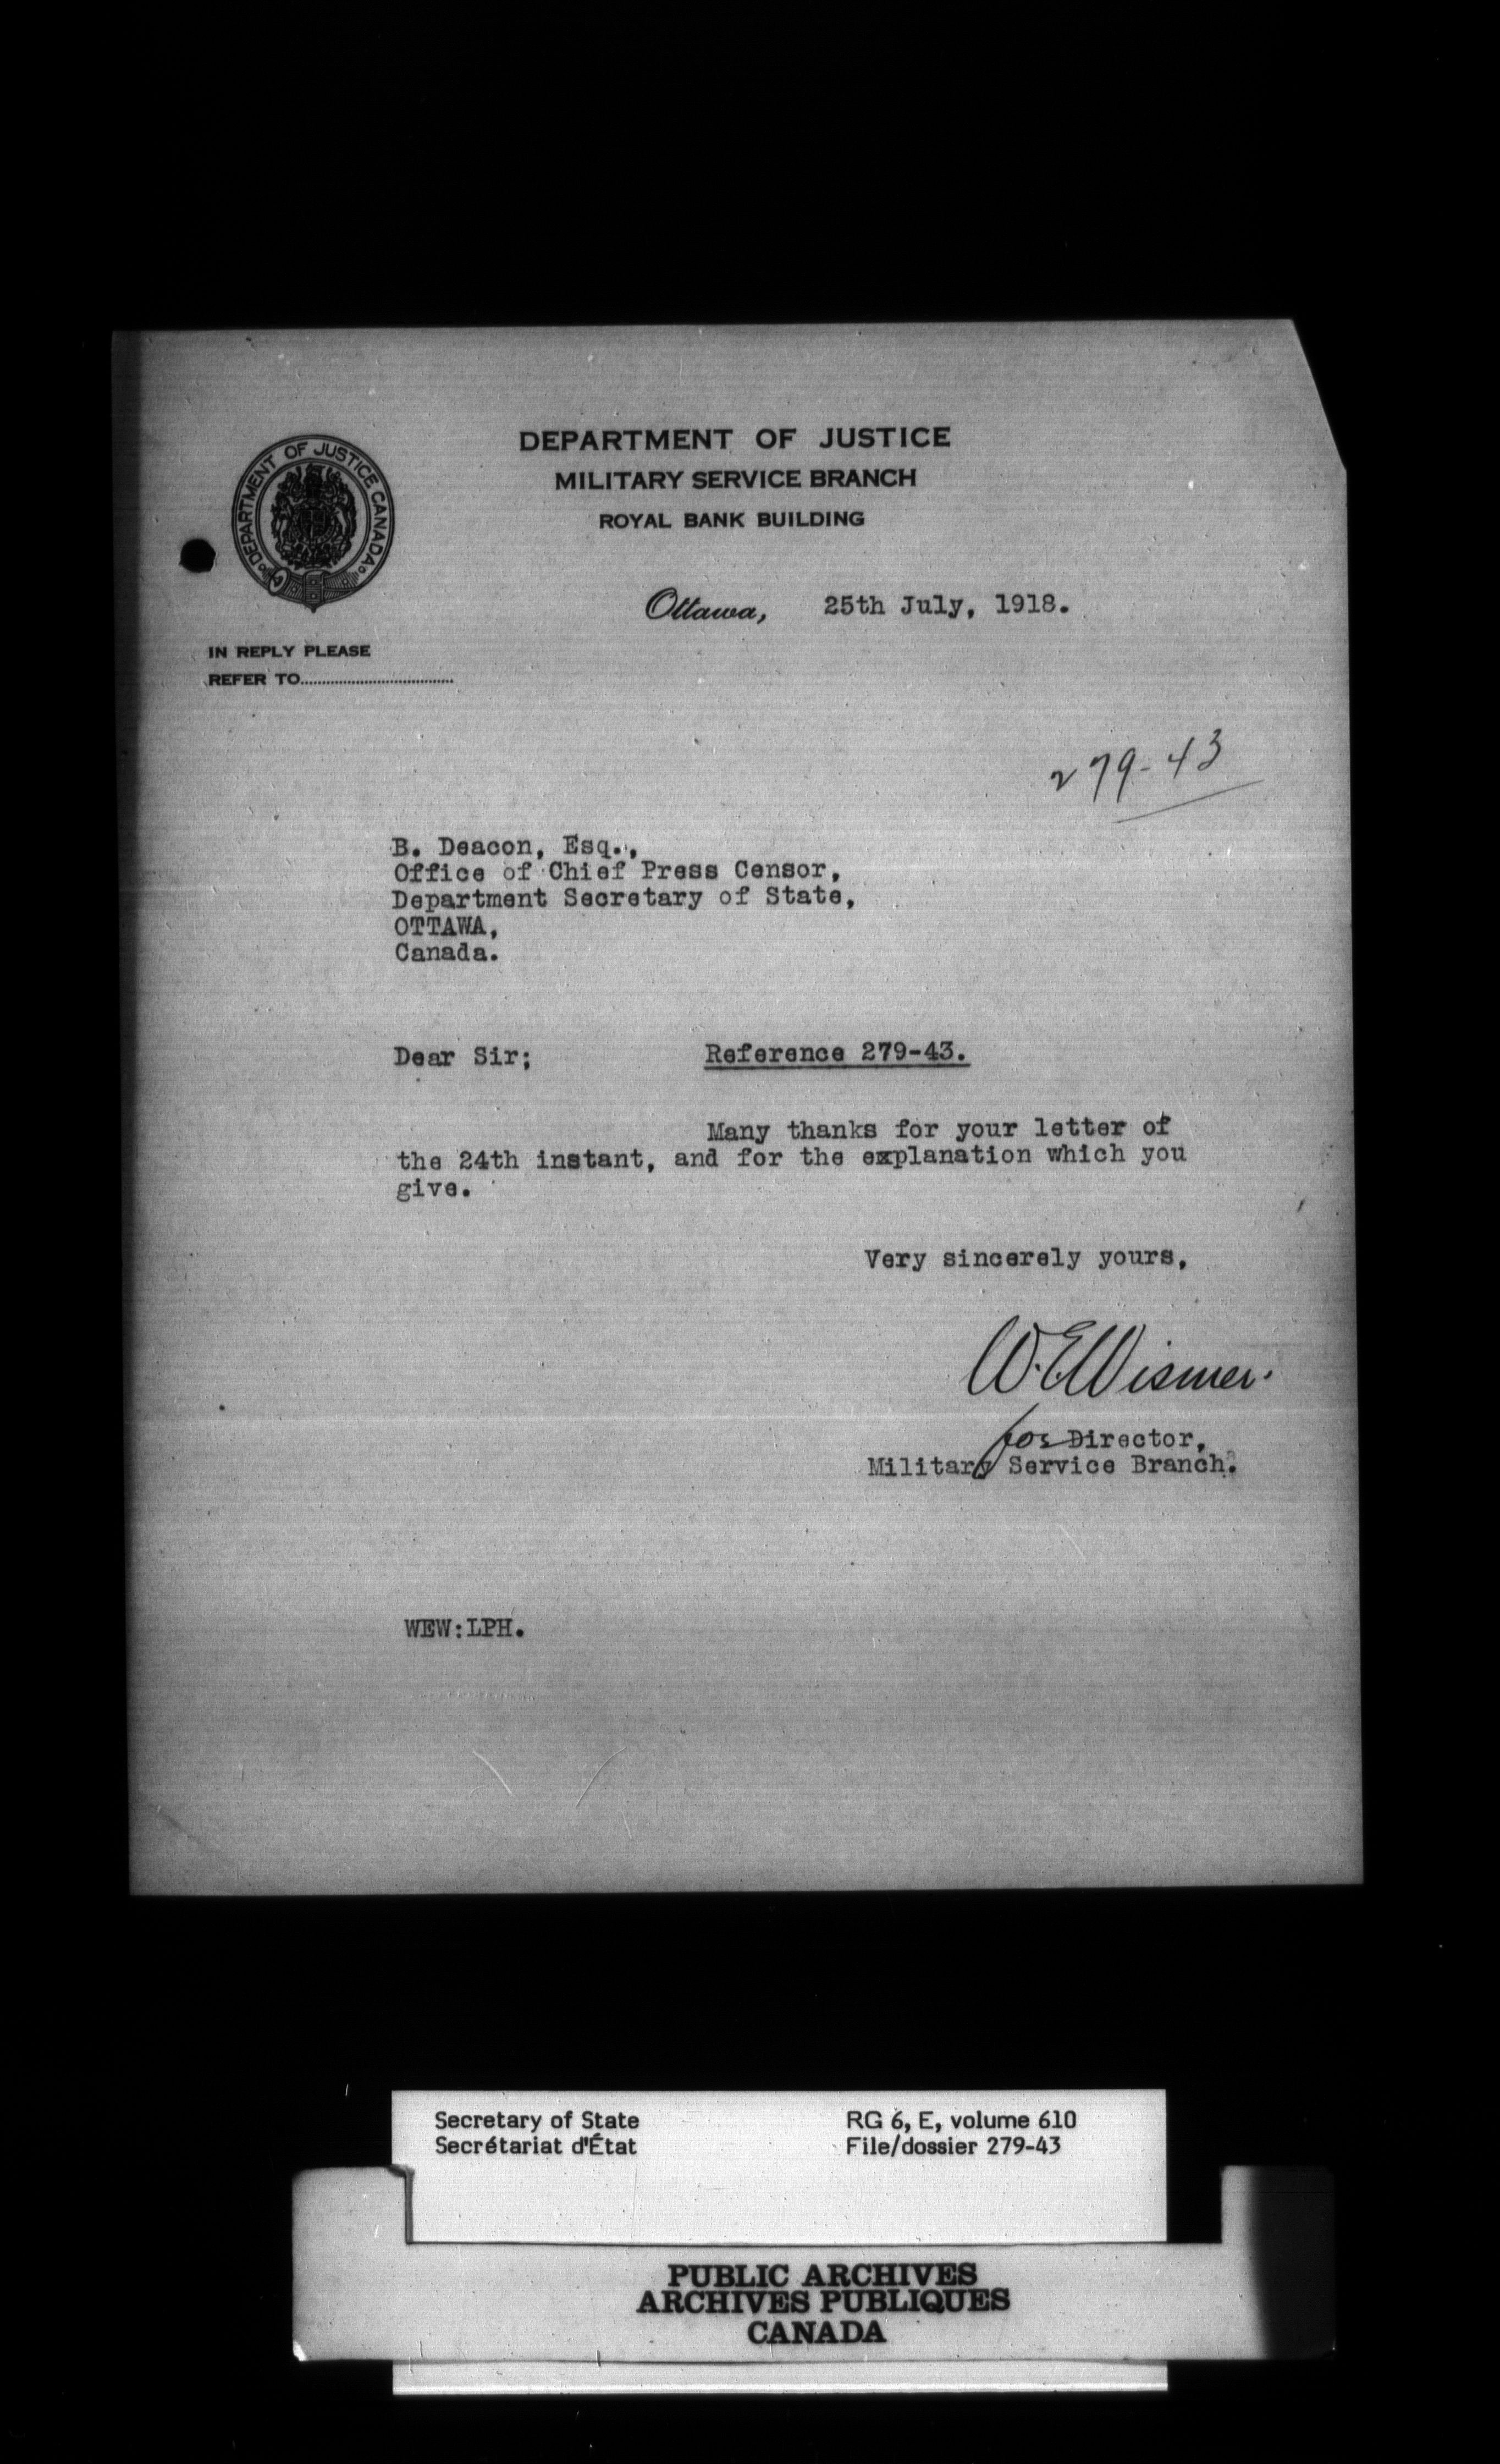 DEPARTMENT OF JUSTICE
MILITARY SERVICE BRANCH
ROYAL BANK BUILDING
DEPARTMENT OF JUSTICE CANADA
Ottawa, 25th July, 1918.
IN REPLY PLEASE
REFER TO....................................
279-43
B. Deacon, Esq.,
Office of Chief Press Censor,
Department Secretary of State,
OTTAWA,
Canada.
Dear Sir; Reference 279-43.
Many thanks for your letter of
the 24th instant, and for the explanation which you
give.
Very sincerely yours,
W.E.Wismer.
for Director,
Military Service Branch.
WEW:LPH.
Secretary of State RG 6, E, volume 610
Secrétariat d'État File/dossier 279-43
PUBLIC ARCHIVES
ARCHIVES PUBLIQUES
CANADA